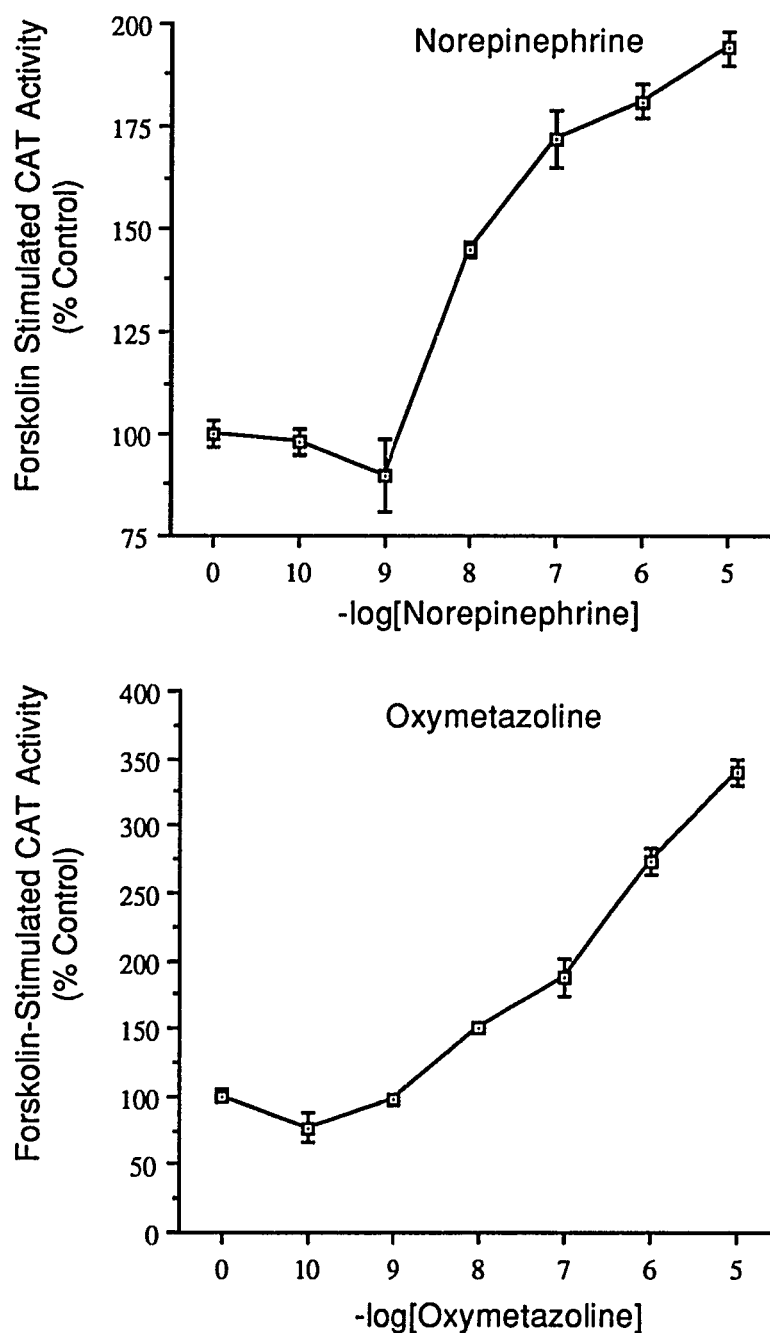 Norepinephrine
Forskolin Stimulated CAT Activity
(% Control)
200
175
150
125
100
75
0 10 9 8 7 6 5
-log[Norepinephrine]
Oxymetazoline
Forskolin-Stimulated CAT Activity
(% Control)
400
350
300
250
200
150
100
50
0
0 10 9 8 7 6 5
-log[Oxymetazoline]